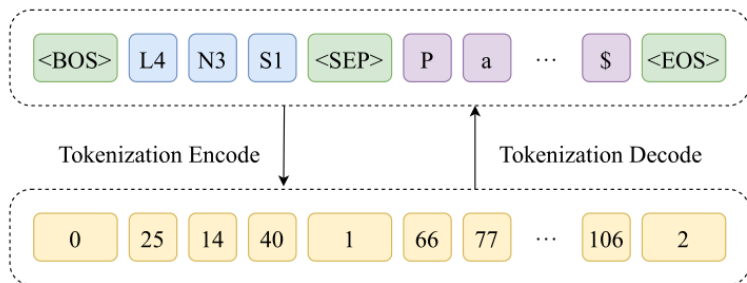 <BOS> L4 N3 S1 <SEP> P a ... $ <EOS>
Tokenization Encode Tokenization Decode
0 25 14 40 1 66 77 ... 106 2